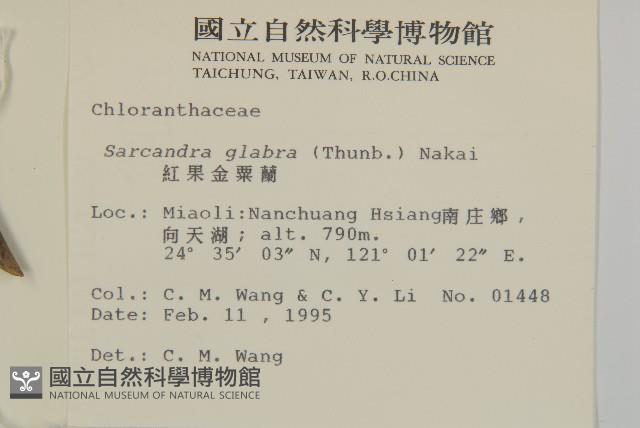 國立自然科學博物館
NATIONAL MUSEUM OF NATURAL SCIENCE
TAICHUNG, TAIWAN, R.O.CHINA
Chloranthaceae
Sarcandra glabra (Thunb.) Nakai
紅果金粟蘭
Loc.: Miaoli:Nanchuang Hsiang南庄鄉,
向天湖; alt. 790m.
24° 35′ 03″ N, 121° 01′ 22″ E.
Col.: C. M. Wang & C. Y. Li No. 01448
Date: Feb. 11 , 1995
Det.: C. M. Wang
國立自然科學博物館
NATIONAL MUSEUM OF NATURAL SCIENCE